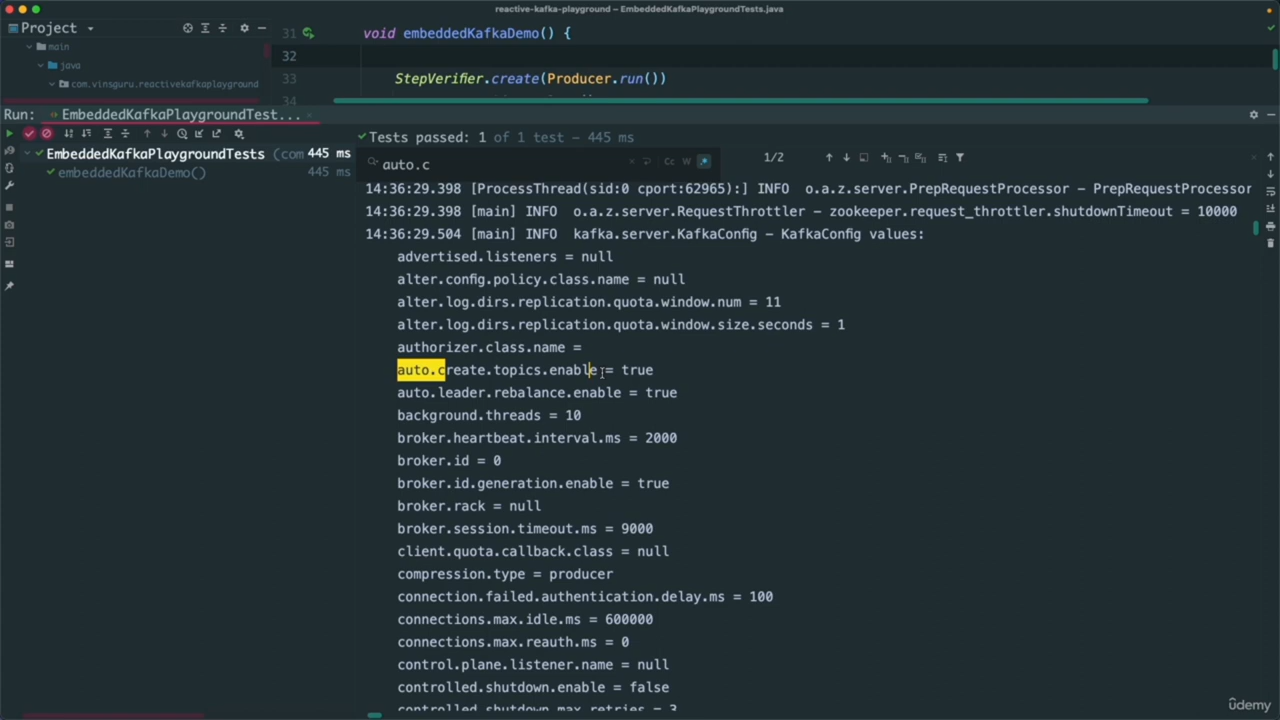 reactive-kafka-playground – EmbeddedKafkaPlaygroundTests.java
Project
main
java
com.vinsguru.reactivekafkaplayground
31 void embeddedKafkaDemo() {
32
33 StepVerifier.create(Producer.run())
34
Run: EmbeddedKafkaPlaygroundTest... ×
Tests passed: 1 of 1 test – 445 ms
EmbeddedKafkaPlaygroundTests (com 445 ms
embeddedKafkaDemo() 445 ms
auto.c × Cc W .* 1/2
14:36:29.398 [ProcessThread(sid:0 cport:62965):] INFO o.a.z.server.PrepRequestProcessor – PrepRequestProcessor
14:36:29.398 [main] INFO o.a.z.server.RequestThrottler – zookeeper.request_throttler.shutdownTimeout = 10000
14:36:29.504 [main] INFO kafka.server.KafkaConfig – KafkaConfig values:
advertised.listeners = null
alter.config.policy.class.name = null
alter.log.dirs.replication.quota.window.num = 11
alter.log.dirs.replication.quota.window.size.seconds = 1
authorizer.class.name =
auto.create.topics.enable = true
auto.leader.rebalance.enable = true
background.threads = 10
broker.heartbeat.interval.ms = 2000
broker.id = 0
broker.id.generation.enable = true
broker.rack = null
broker.session.timeout.ms = 9000
client.quota.callback.class = null
compression.type = producer
connection.failed.authentication.delay.ms = 100
connections.max.idle.ms = 600000
connections.max.reauth.ms = 0
control.plane.listener.name = null
controlled.shutdown.enable = false
controlled.shutdown.max.retries = 3
ûdemy